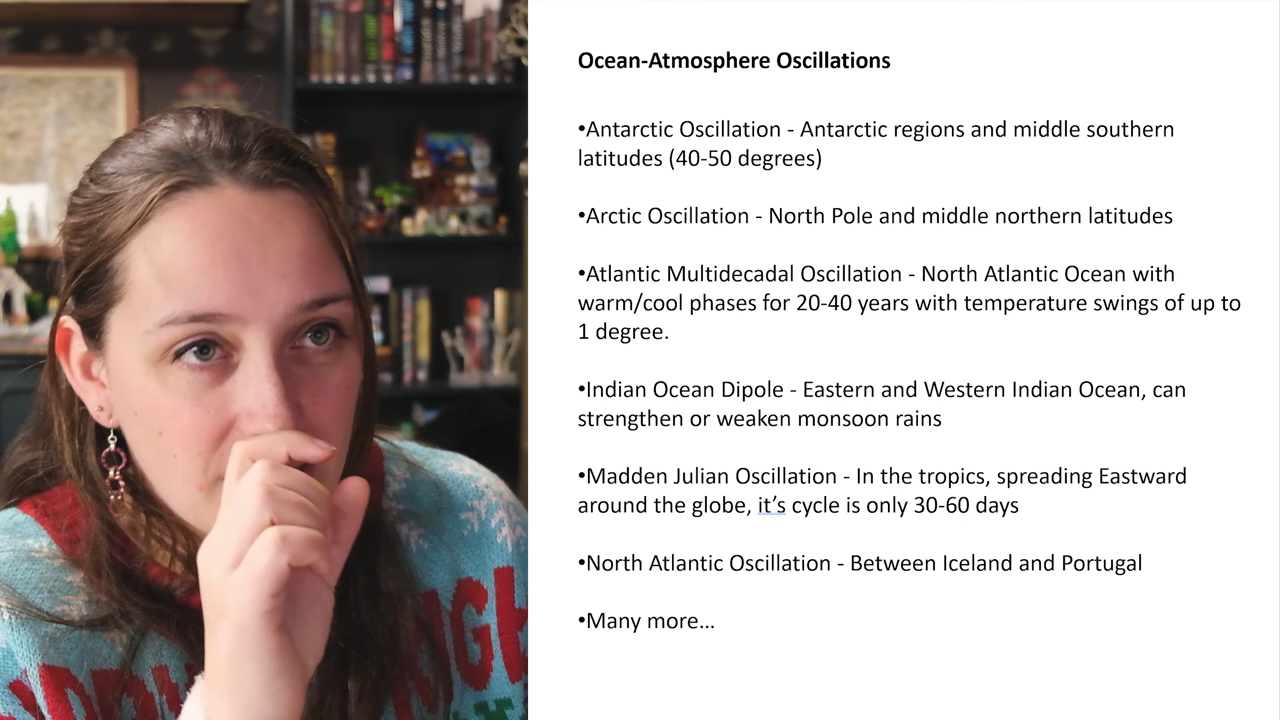 Ocean-Atmosphere Oscillations
•Antarctic Oscillation - Antarctic regions and middle southern
latitudes (40-50 degrees)
•Arctic Oscillation - North Pole and middle northern latitudes
•Atlantic Multidecadal Oscillation - North Atlantic Ocean with
warm/cool phases for 20-40 years with temperature swings of up to
1 degree.
•Indian Ocean Dipole - Eastern and Western Indian Ocean, can
strengthen or weaken monsoon rains
•Madden Julian Oscillation - In the tropics, spreading Eastward
around the globe, it’s cycle is only 30-60 days
•North Atlantic Oscillation - Between Iceland and Portugal
•Many more…